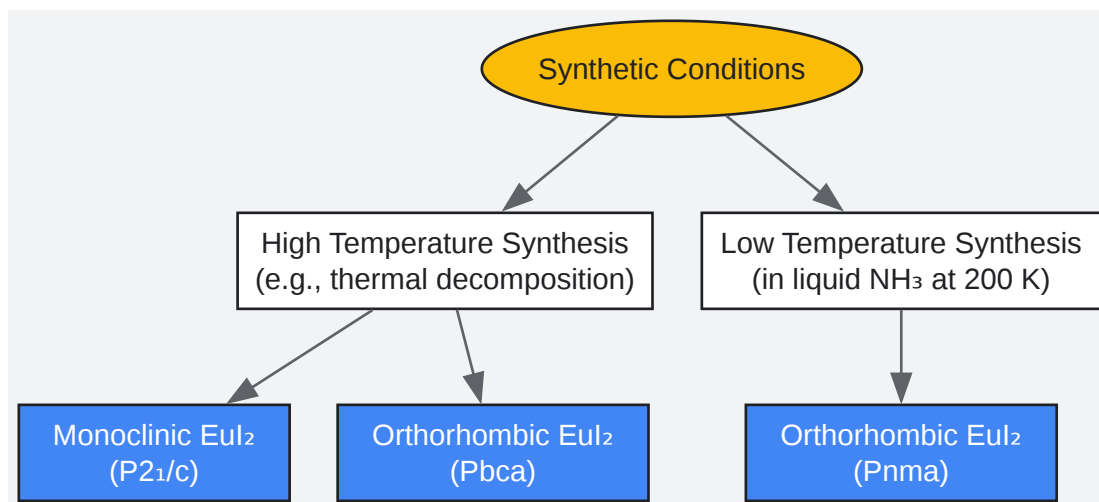 Synthetic Conditions
High Temperature Synthesis
(e.g., thermal decomposition)
Low Temperature Synthesis
(in liquid NH₃ at 200 K)
Monoclinic EuI₂
(P2₁/c)
Orthorhombic EuI₂
(Pbca)
Orthorhombic EuI₂
(Pnma)